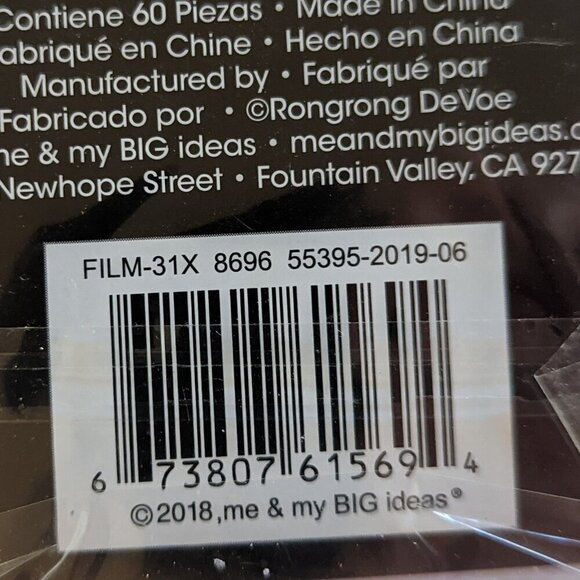 Contiene 60 Piezas • Made in China
Fabriqué en Chine • Hecho en China
Manufactured by • Fabriqué par
Fabricado por • ©Rongrong DeVoe
me & my BIG ideas • meandmybigideas.c
Newhope Street • Fountain Valley, CA 927
FILM-31X 8696 55395-2019-06
6 73807 61569 4
©2018,me & my BIG ideas®